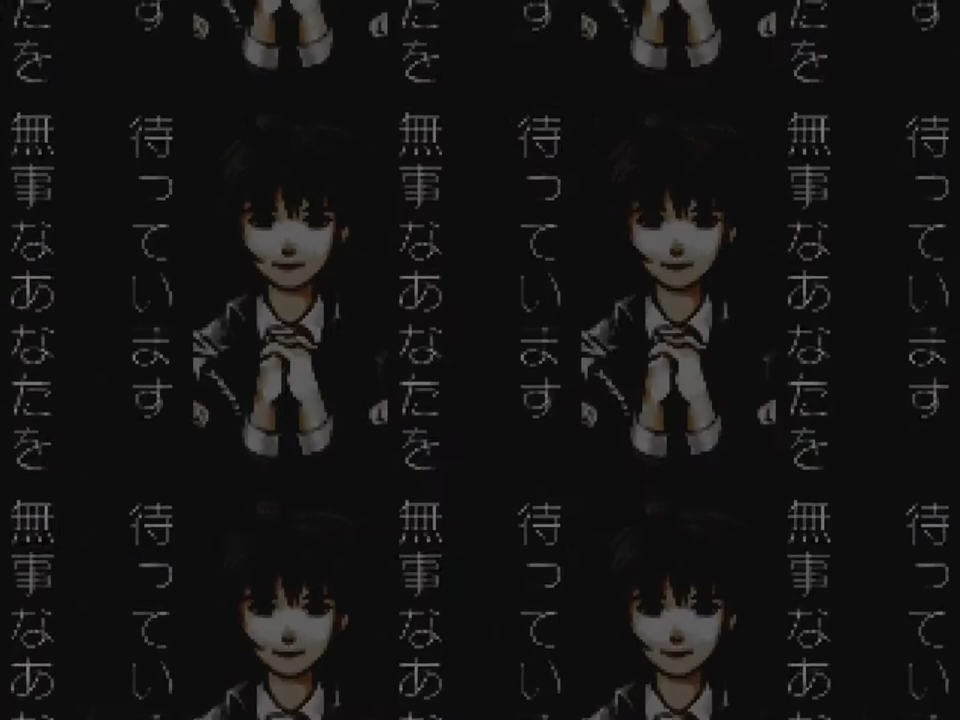 たを
す
たを
す
たを
す
無事なあなたを
待っています
無事なあなたを
待っています
無事なあなたを
待っています
無事なあ
待ってい
無事なあ
待ってい
無事なあ
待ってい